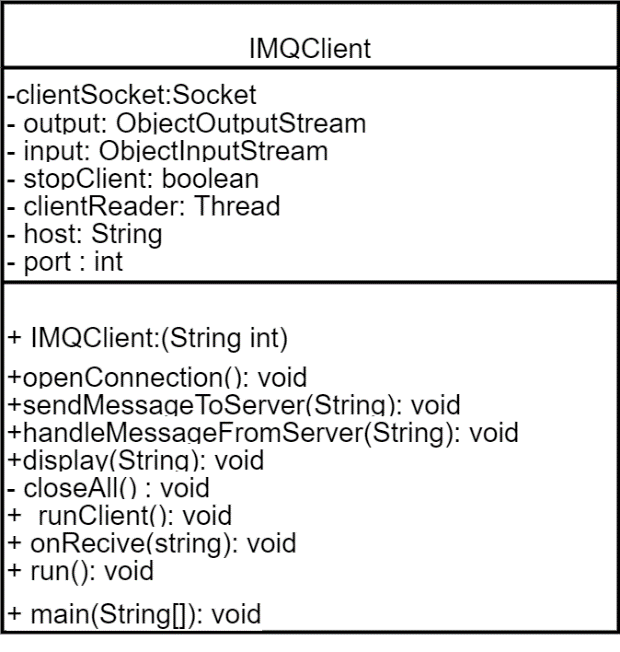 IMQClient
-clientSocket:Socket
- output: ObjectOutputStream
- input: ObjectInputStream
- stopClient: boolean
- clientReader: Thread
- host: String
- port : int
+ IMQClient:(String int)
+openConnection(): void
+sendMessageToServer(String): void
+handleMessageFromServer(String): void
+display(String): void
- closeAll() : void
+  runClient(): void
+ onRecive(string): void
+ run(): void
+ main(String[]): void